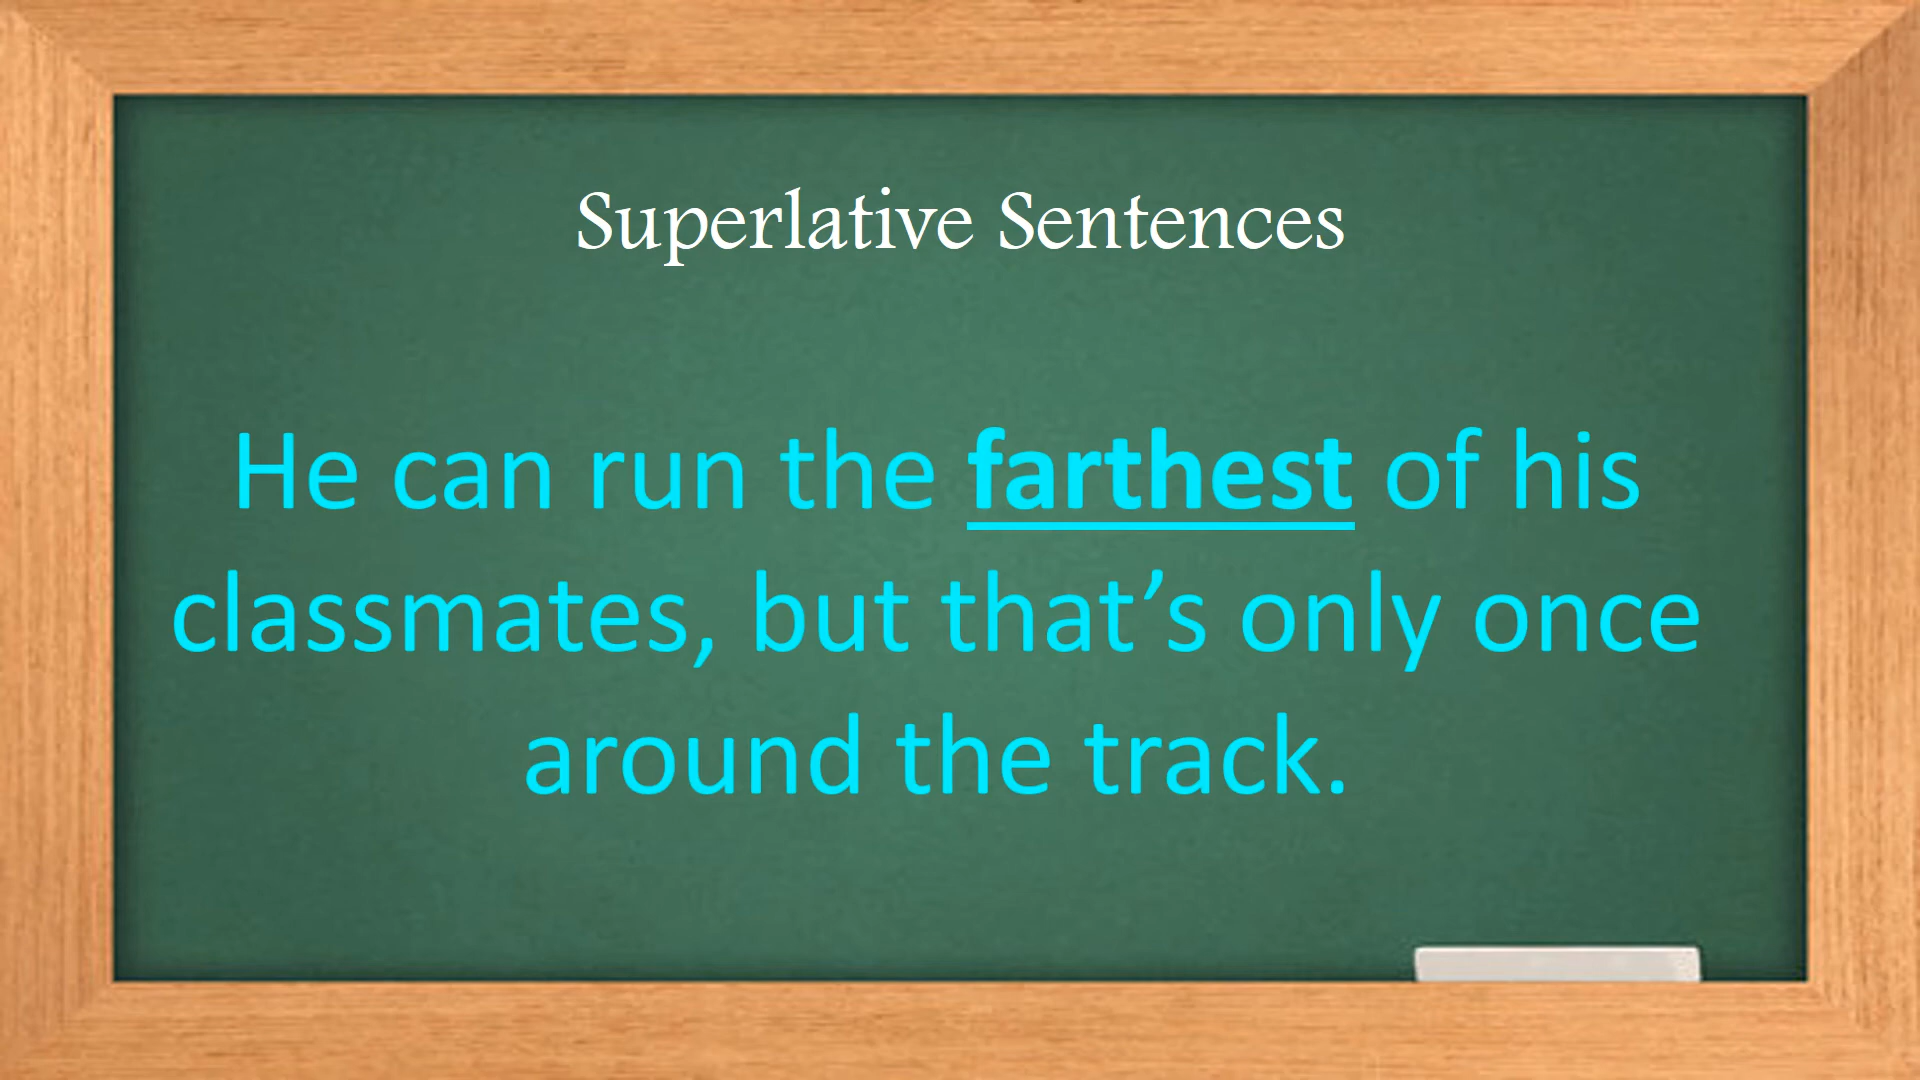 Superlative Sentences
He can run the farthest of his
classmates, but that’s only once
around the track.